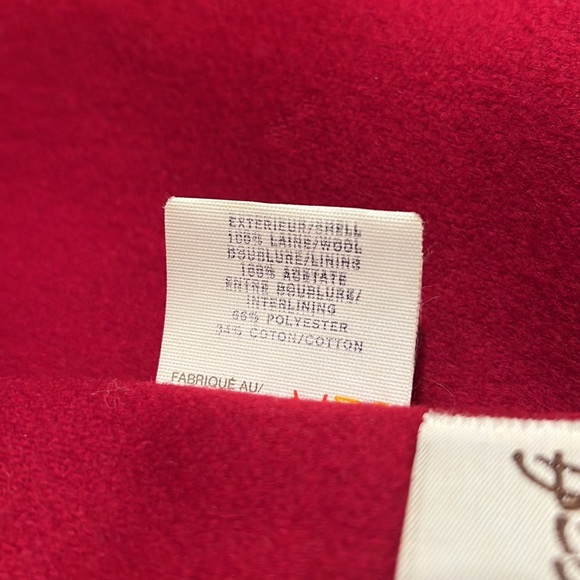 EXTERIEUR/SHELL
100% LAINE/WOOL
DOUBLURE/LINING
100% ACETATE
ENTRE DOUBLURE/
INTERLINING
66% POLYESTER
34% COTON/COTTON
FABRIQUÉ AU/